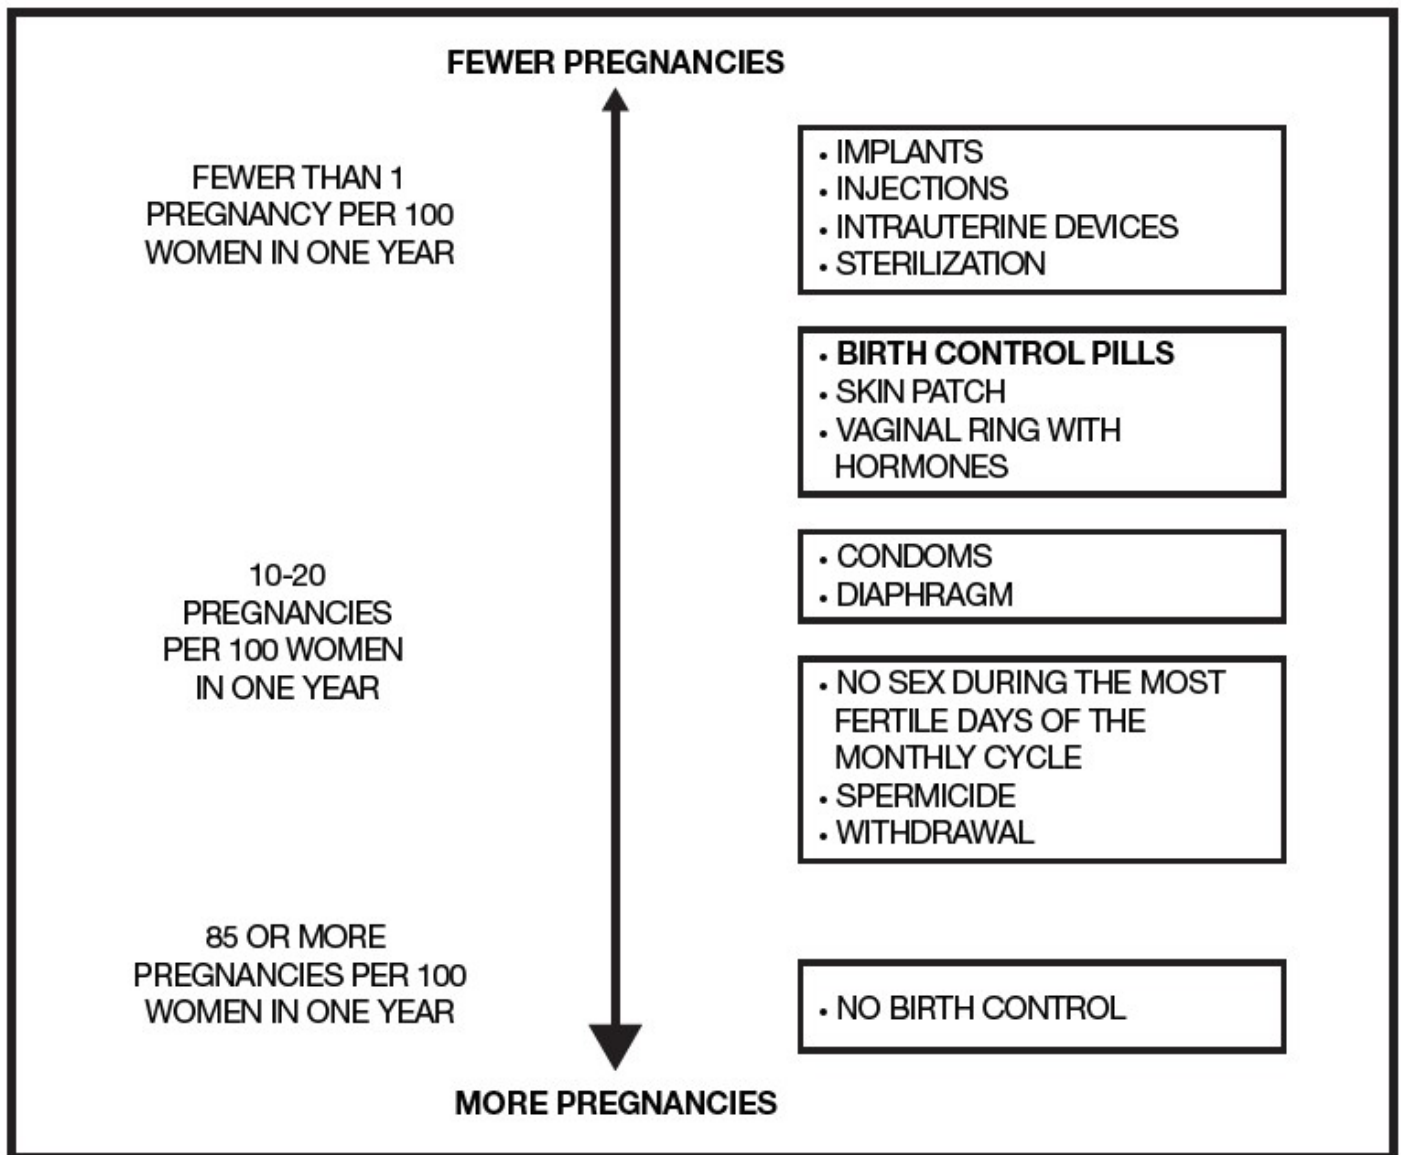 FEWER PREGNANCIES
FEWER THAN 1
PREGNANCY PER 100
WOMEN IN ONE YEAR
• IMPLANTS
• INJECTIONS
• INTRAUTERINE DEVICES
• STERILIZATION
• BIRTH CONTROL PILLS
• SKIN PATCH
• VAGINAL RING WITH
HORMONES
10-20
PREGNANCIES
PER 100 WOMEN
IN ONE YEAR
• CONDOMS
• DIAPHRAGM
• NO SEX DURING THE MOST
FERTILE DAYS OF THE
MONTHLY CYCLE
• SPERMICIDE
• WITHDRAWAL
85 OR MORE
PREGNANCIES PER 100
WOMEN IN ONE YEAR
• NO BIRTH CONTROL
MORE PREGNANCIES